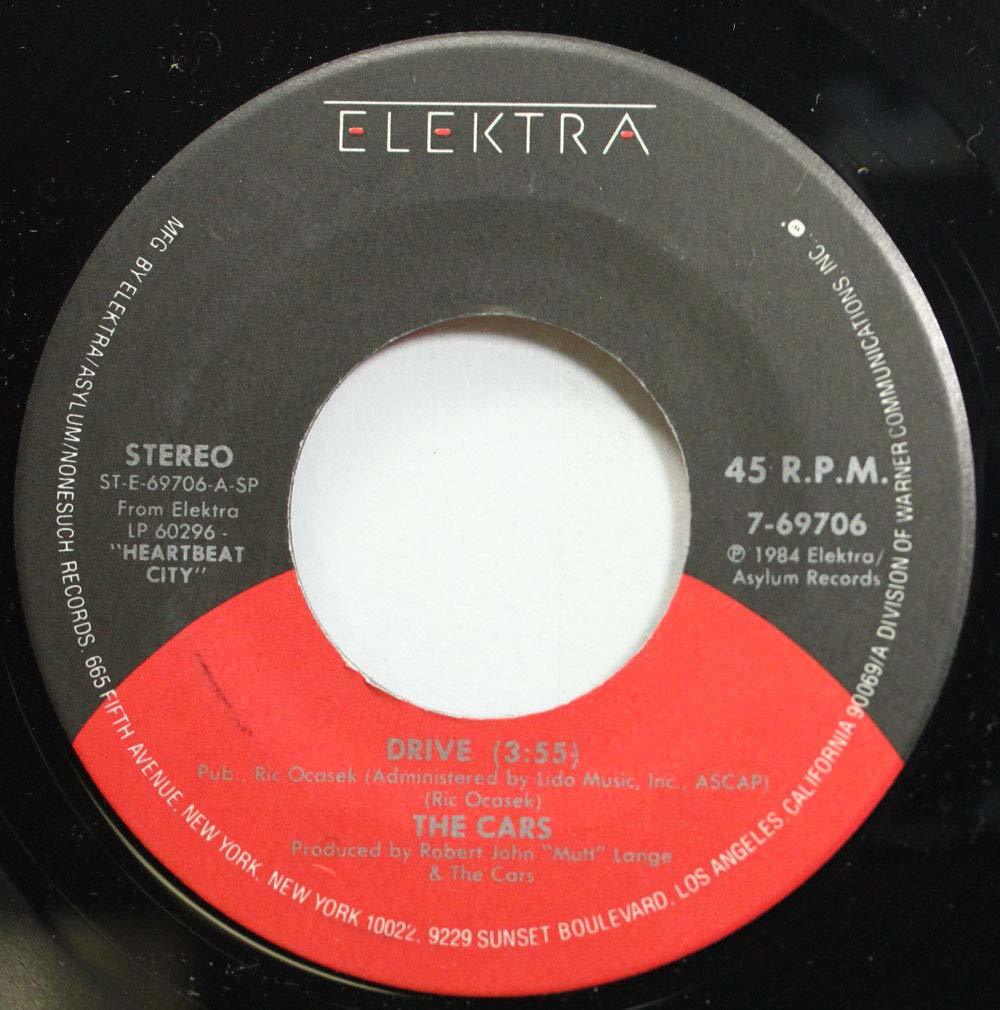 ELEKTRA
STEREO
ST-E-69706-A-SP
From Elektra
LP 60296 -
"HEARTBEAT
CITY"
45 R.P.M.
7-69706
℗ 1984 Elektra/
Asylum Records
DRIVE (3:55)
Pub., Ric Ocasek (Administered by Lido Music, Inc., ASCAP)
(Ric Ocasek)
THE CARS
Produced by Robert John "Mutt" Lange
& The Cars
MFG. BY ELEKTRA/ASYLUM/NONESUCH RECORDS, 665 FIFTH AVENUE, NEW YORK, NEW YORK 10022. 9229 SUNSET BOULEVARD, LOS ANGELES, CALIFORNIA 90069/A DIVISION OF WARNER COMMUNICATIONS, INC.